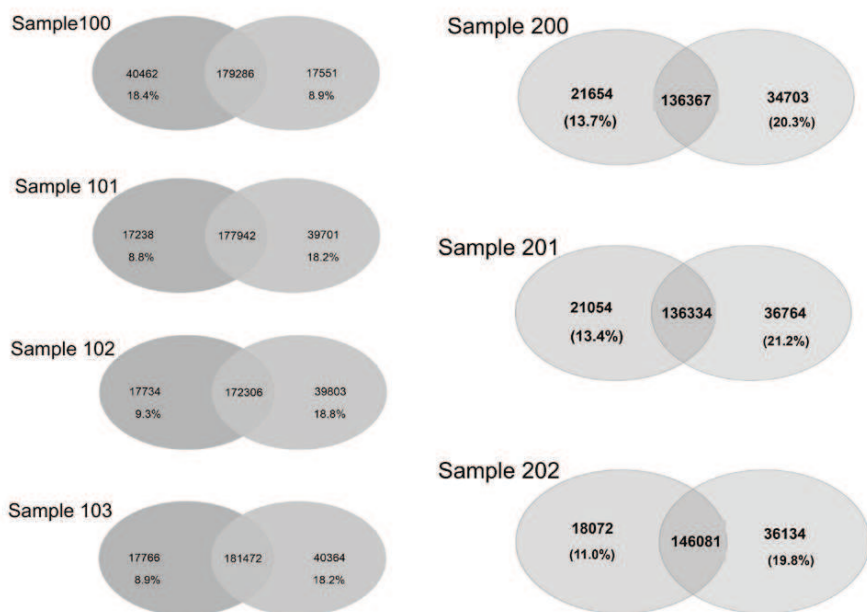 Sample100
40462 179286 17551
18.4% 8.9%
Sample 101
17238 177942 39701
8.8% 18.2%
Sample 102
17734 172306 39803
9.3% 18.8%
Sample 103
17766 181472 40364
8.9% 18.2%
Sample 200
21654 136367 34703
(13.7%) (20.3%)
Sample 201
21054 136334 36764
(13.4%) (21.2%)
Sample 202
18072 146081 36134
(11.0%) (19.8%)